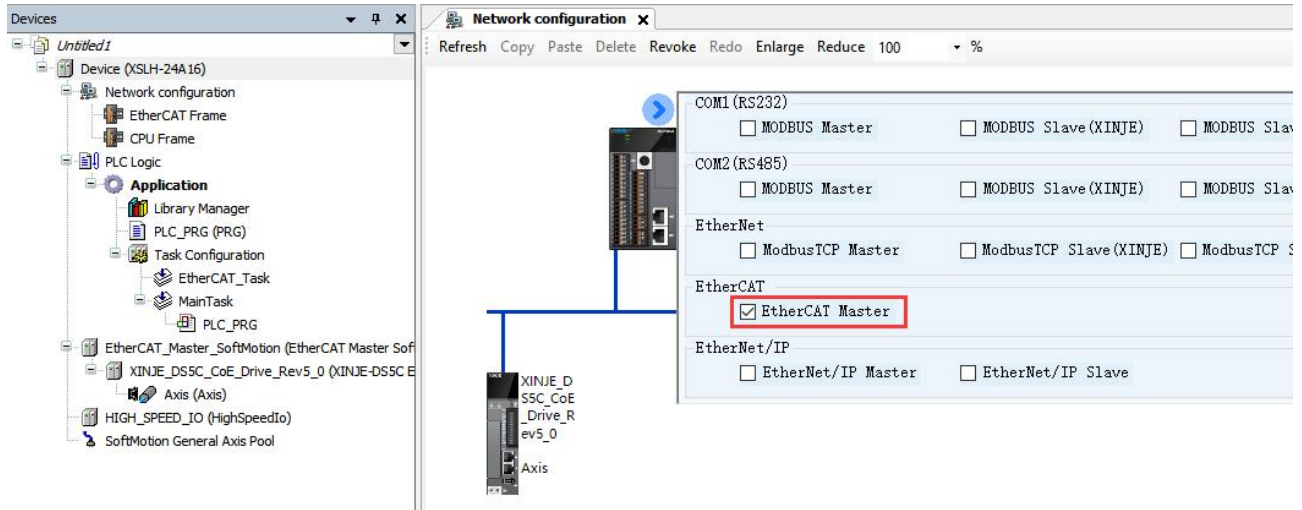 Devices
Untitled1
Device (XSLH-24A16)
Network configuration
EtherCAT Frame
CPU Frame
PLC Logic
Application
Library Manager
PLC_PRG (PRG)
Task Configuration
EtherCAT_Task
MainTask
PLC_PRG
EtherCAT_Master_SoftMotion (EtherCAT Master Sof
XINJE_DS5C_CoE_Drive_Rev5_0 (XINJE-DS5C E
Axis (Axis)
HIGH_SPEED_IO (HighSpeedIo)
SoftMotion General Axis Pool
Network configuration
Refresh Copy Paste Delete Revoke Redo Enlarge Reduce 100 %
COM1(RS232)
MODBUS Master MODBUS Slave(XINJE) MODBUS Slav
COM2(RS485)
MODBUS Master MODBUS Slave(XINJE) MODBUS Slav
EtherNet
ModbusTCP Master ModbusTCP Slave(XINJE) ModbusTCP S
EtherCAT
EtherCAT Master
EtherNet/IP
EtherNet/IP Master EtherNet/IP Slave
XINJE_D
S5C_CoE
_Drive_R
ev5_0
Axis